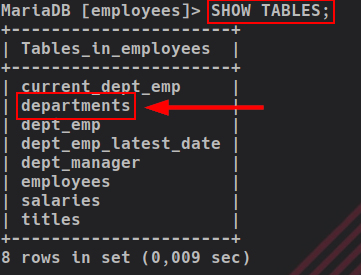 MariaDB [employees]> SHOW TABLES;
+----------------------+
| Tables_in_employees  |
+----------------------+
| current_dept_emp     |
| departments          |
| dept_emp             |
| dept_emp_latest_date |
| dept_manager         |
| employees            |
| salaries             |
| titles               |
+----------------------+
8 rows in set (0,009 sec)